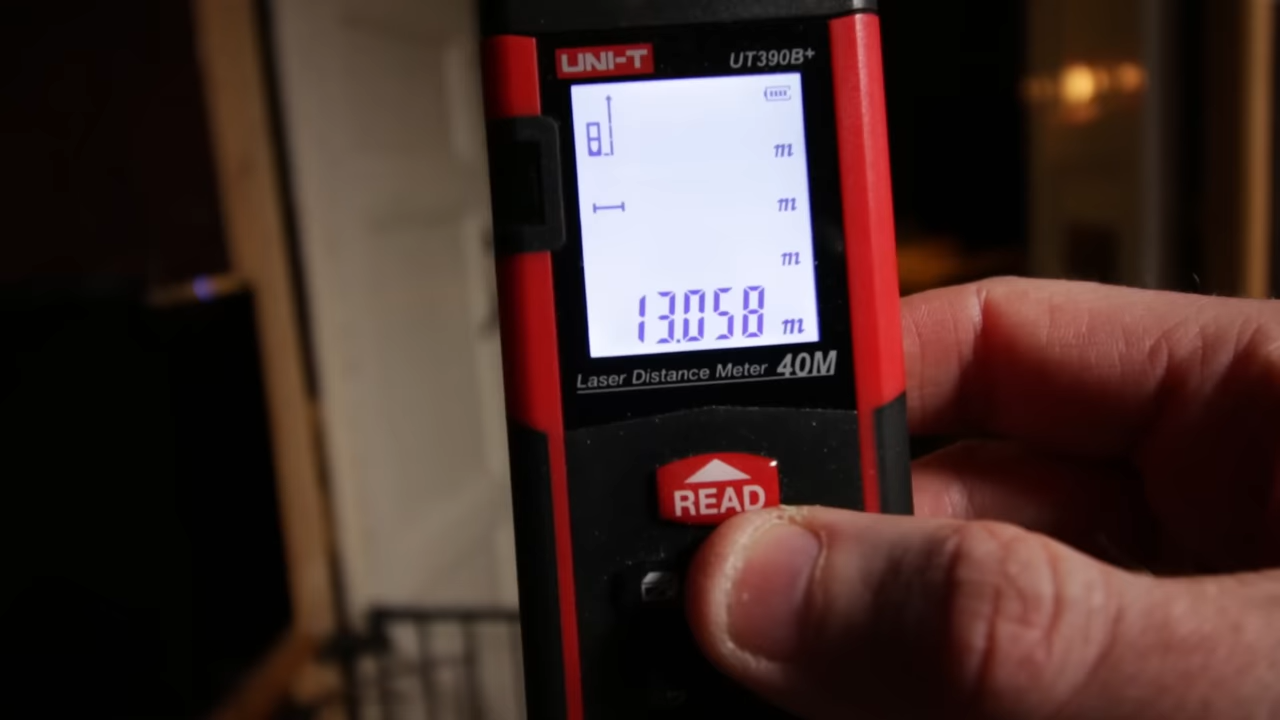 UNI-T UT390B+
m
m
m
13.058 m
Laser Distance Meter 40M
READ